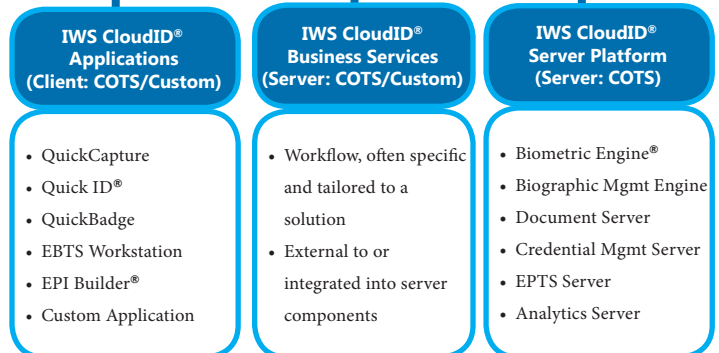 IWS CloudID®
Applications
(Client: COTS/Custom)
• QuickCapture
• Quick ID®
• QuickBadge
• EBTS Workstation
• EPI Builder®
• Custom Application
IWS CloudID®
Business Services
(Server: COTS/Custom)
• Workflow, often specific
and tailored to a
solution
• External to or
integrated into server
components
IWS CloudID®
Server Platform
(Server: COTS)
• Biometric Engine®
• Biographic Mgmt Engine
• Document Server
• Credential Mgmt Server
• EPTS Server
• Analytics Server